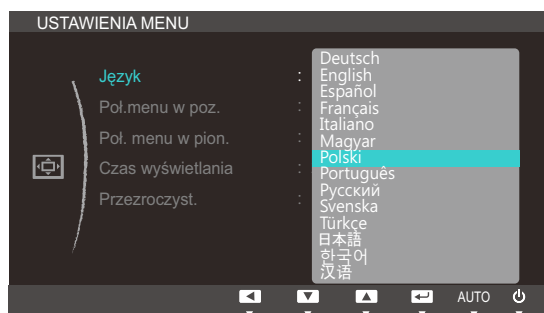 USTAWIENIA MENU
Język :
Poł.menu w poz. :
Poł. menu w pion. :
Czas wyświetlania :
Przezroczyst. :
Deutsch
English
Español
Français
Italiano
Magyar
Polski
Português
Русский
Svenska
Türkçe
日本語
한국어
汉语
AUTO